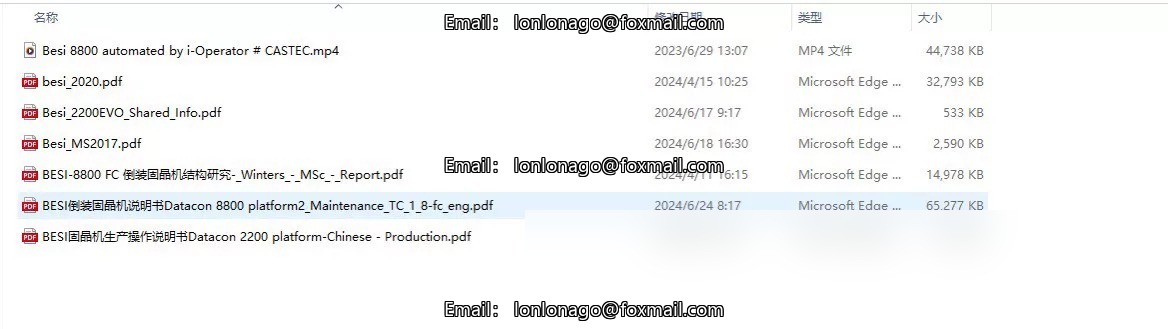 名称 修改日期 类型 大小
Email： lonlonago@foxmail.com
Besi 8800 automated by i-Operator # CASTEC.mp4 2023/6/29 13:07 MP4 文件 44,738 KB
besi_2020.pdf 2024/4/15 10:25 Microsoft Edge ... 32,793 KB
Besi_2200EVO_Shared_Info.pdf 2024/6/17 9:17 Microsoft Edge ... 533 KB
Besi_MS2017.pdf 2024/6/18 16:30 Microsoft Edge ... 2,590 KB
Email： lonlonago@foxmail.com
BESI-8800 FC 倒装固晶机结构研究-_Winters_-_MSc_-_Report.pdf 2024/4/11 16:15 Microsoft Edge ... 14,978 KB
BESI倒装固晶机说明书Datacon 8800 platform2_Maintenance_TC_1_8-fc_eng.pdf 2024/6/24 8:17 Microsoft Edge ... 65,277 KB
BESI固晶机生产操作说明书Datacon 2200 platform-Chinese - Production.pdf
Email： lonlonago@foxmail.com